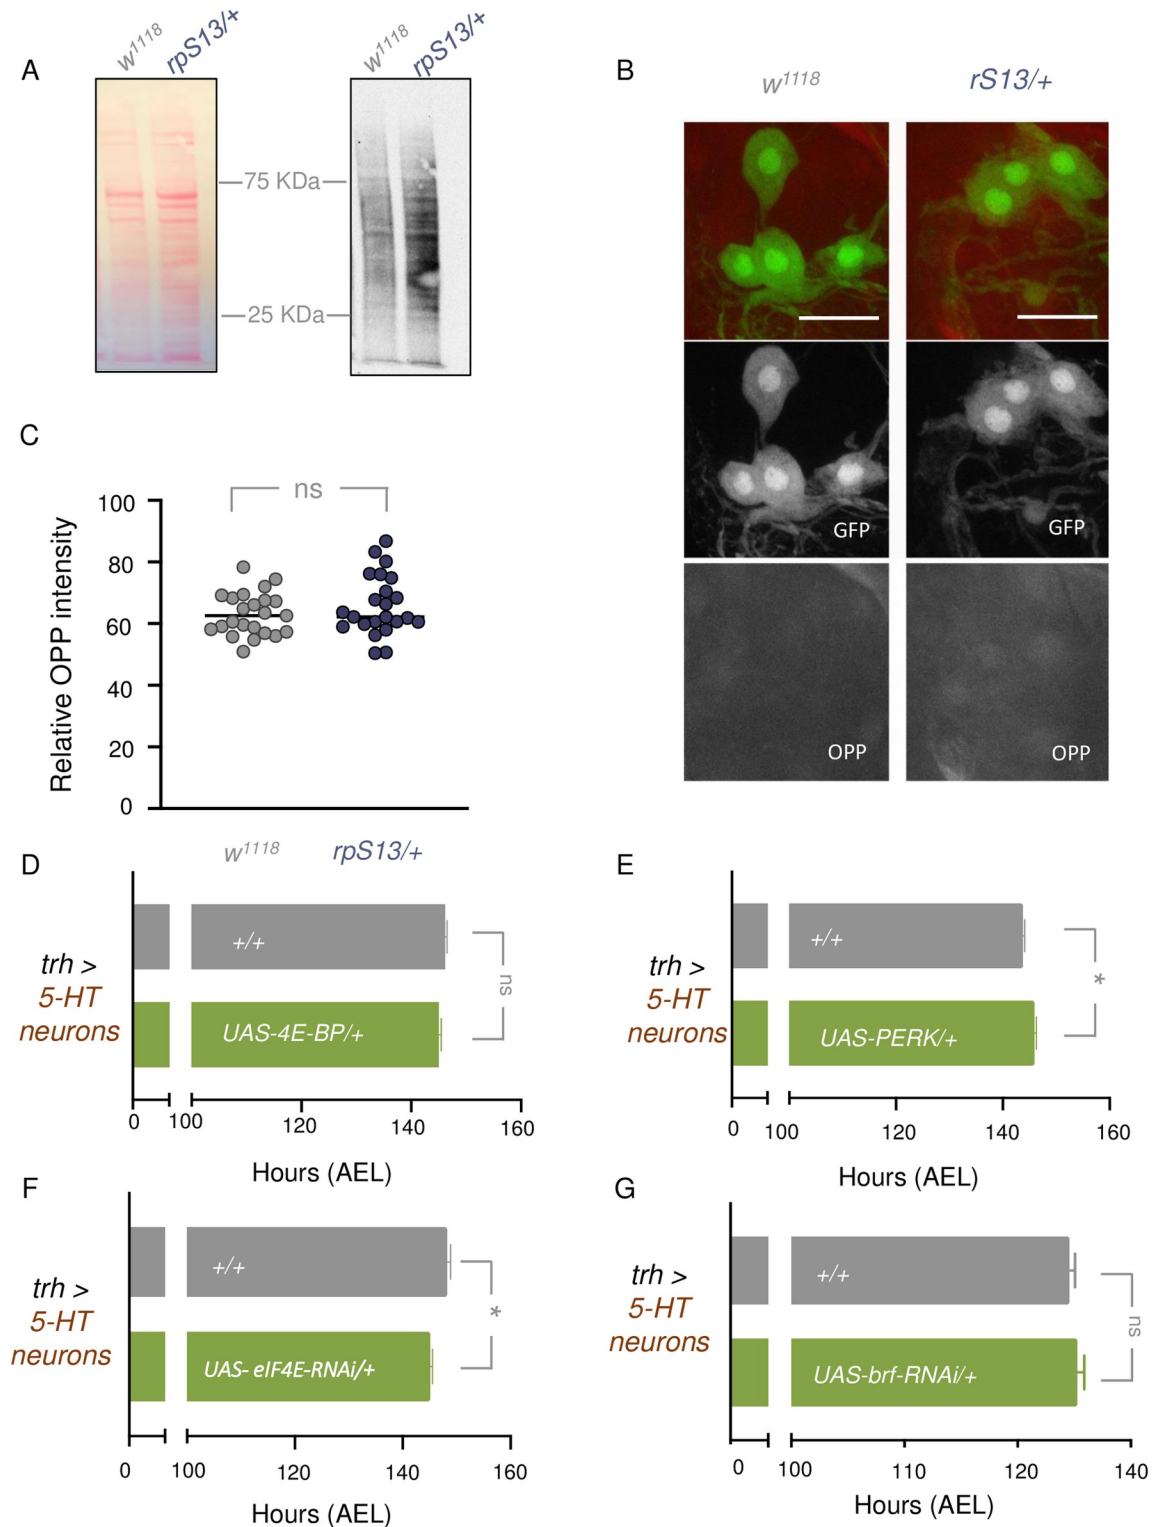 A
w1118
rpS13/+
w1118
rpS13/+
75 KDa
25 KDa
B
w1118
rS13/+
GFP
GFP
OPP
OPP
C
ns
Relative OPP intensity
100
80
60
40
20
0
w1118
rpS13/+
D
trh >
5-HT
neurons
+/+
UAS-4E-BP/+
ns
0
100
120
140
160
Hours (AEL)
E
trh >
5-HT
neurons
+/+
UAS-PERK/+
*
0
100
120
140
160
Hours (AEL)
F
trh >
5-HT
neurons
+/+
UAS- eIF4E-RNAi/+
*
0
100
120
140
160
Hours (AEL)
G
trh >
5-HT
neurons
+/+
UAS-brf-RNAi/+
ns
0
100
110
120
140
Hours (AEL)